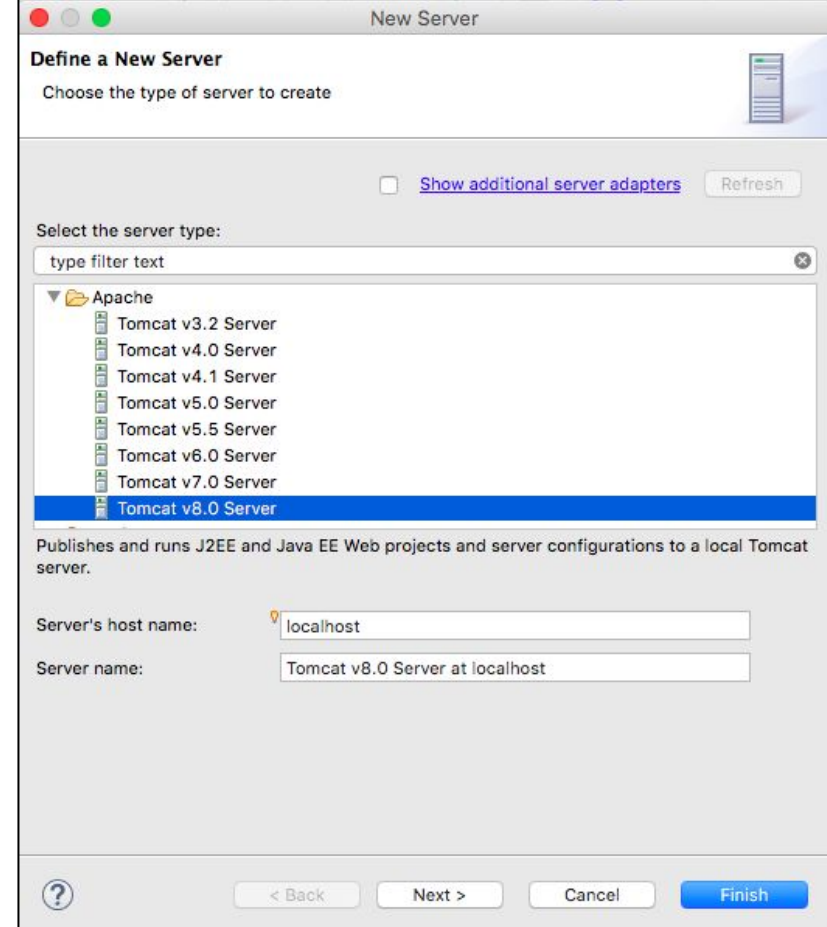 New Server
Define a New Server
Choose the type of server to create
Show additional server adapters
Refresh
Select the server type:
type filter text
Apache
Tomcat v3.2 Server
Tomcat v4.0 Server
Tomcat v4.1 Server
Tomcat v5.0 Server
Tomcat v5.5 Server
Tomcat v6.0 Server
Tomcat v7.0 Server
Tomcat v8.0 Server
Publishes and runs J2EE and Java EE Web projects and server configurations to a local Tomcat
server.
Server's host name:
localhost
Server name:
Tomcat v8.0 Server at localhost
?
< Back
Next >
Cancel
Finish